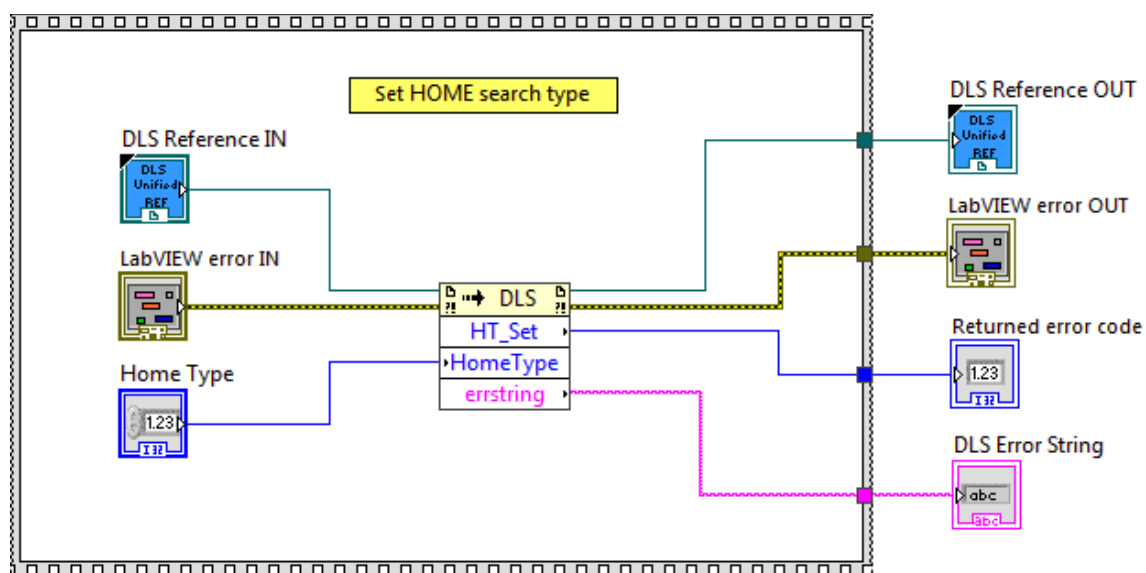 Set HOME search type
DLS Reference IN
DLS
Unified
REF
LabVIEW error IN
Home Type
1.23
I32
DLS
HT_Set
HomeType
errstring
DLS Reference OUT
DLS
Unified
REF
LabVIEW error OUT
Returned error code
1.23
I32
DLS Error String
abc
abc